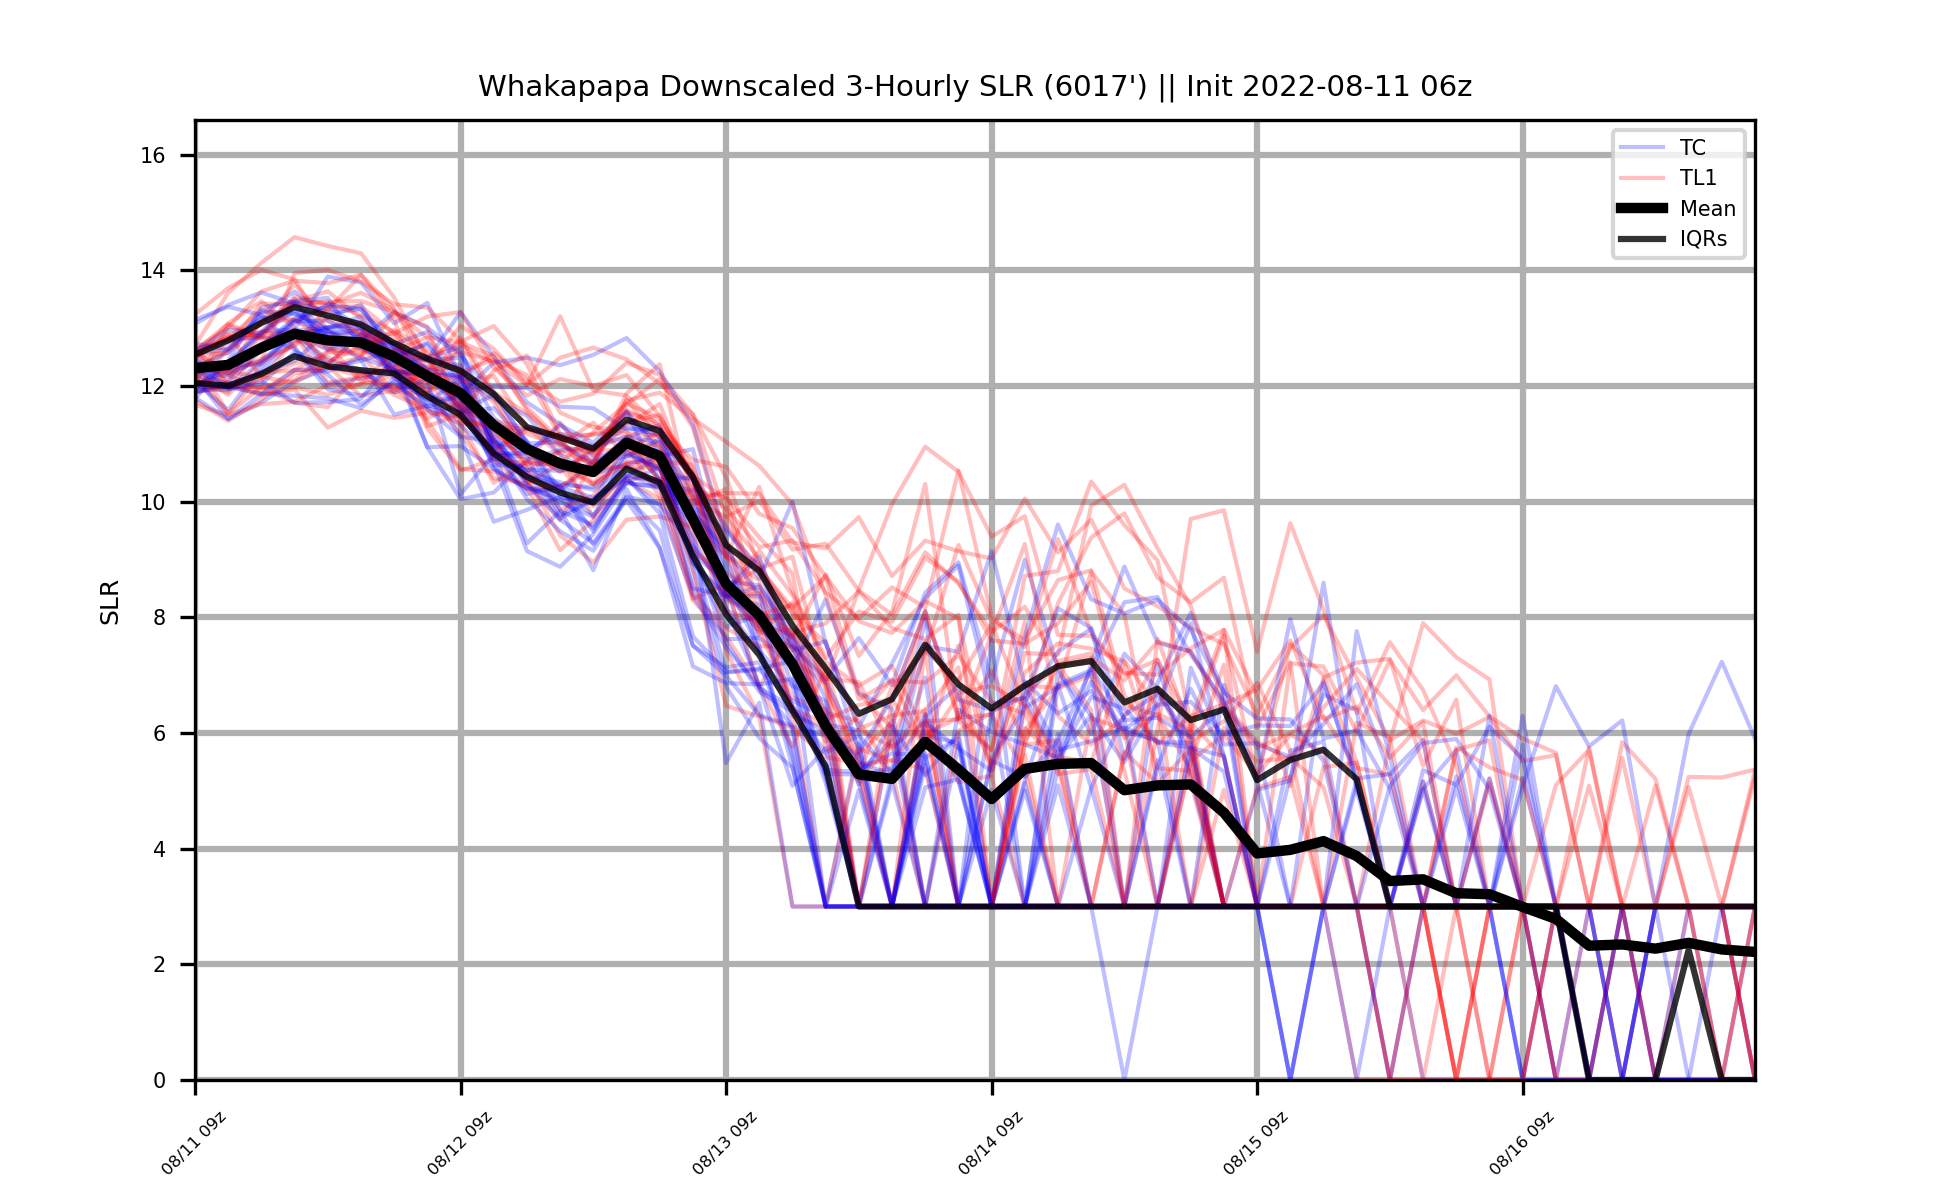 Whakapapa Downscaled 3-Hourly SLR (6017') || Init 2022-08-11 06z
TC
TL1
Mean
IQRs
SLR
16
14
12
10
8
6
4
2
0
08/11 09z
08/12 09z
08/13 09z
08/14 09z
08/15 09z
08/16 09z